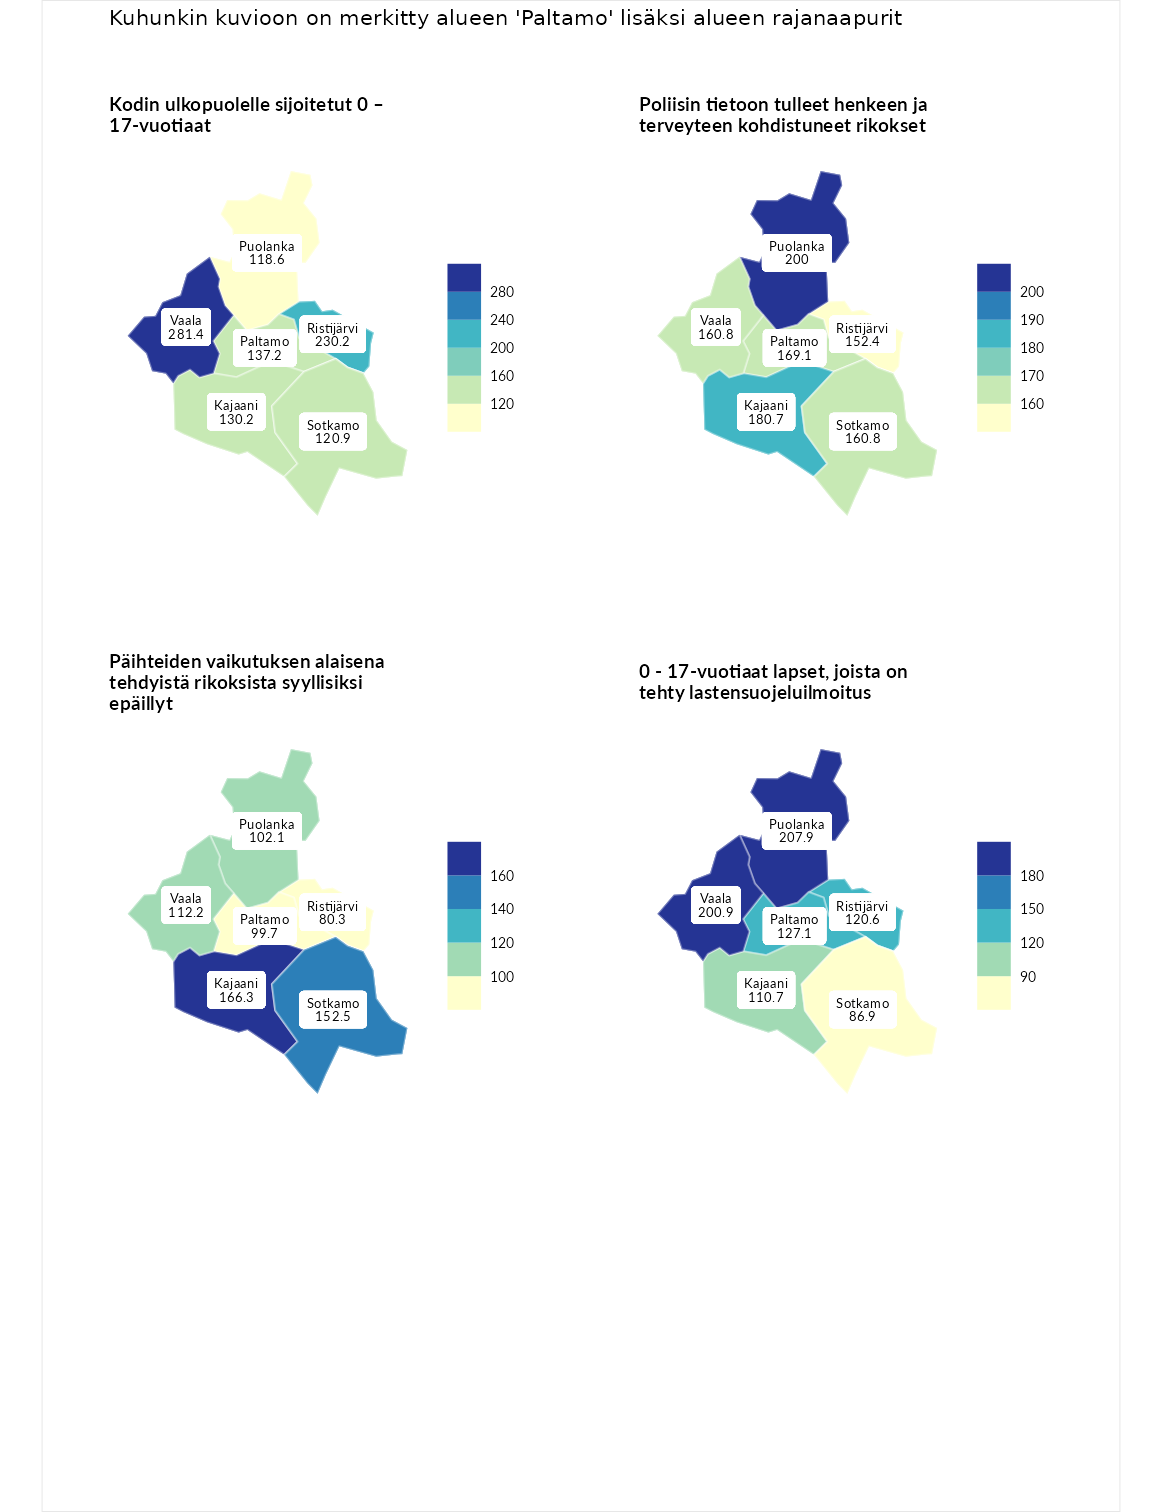 Kuhunkin kuvioon on merkitty alueen 'Paltamo' lisäksi alueen rajanaapurit
Kodin ulkopuolelle sijoitetut 0 –
17-vuotiaat
Puolanka
118.6
Vaala
281.4
Ristijärvi
230.2
Paltamo
137.2
Kajaani
130.2
Sotkamo
120.9
280
240
200
160
120
Poliisin tietoon tulleet henkeen ja
terveyteen kohdistuneet rikokset
Puolanka
200
Vaala
160.8
Ristijärvi
152.4
Paltamo
169.1
Kajaani
180.7
Sotkamo
160.8
200
190
180
170
160
Päihteiden vaikutuksen alaisena
tehdyistä rikoksista syyllisiksi
epäillyt
Puolanka
102.1
Vaala
112.2
Ristijärvi
80.3
Paltamo
99.7
Kajaani
166.3
Sotkamo
152.5
160
140
120
100
0 - 17-vuotiaat lapset, joista on
tehty lastensuojeluilmoitus
Puolanka
207.9
Vaala
200.9
Ristijärvi
120.6
Paltamo
127.1
Kajaani
110.7
Sotkamo
86.9
180
150
120
90